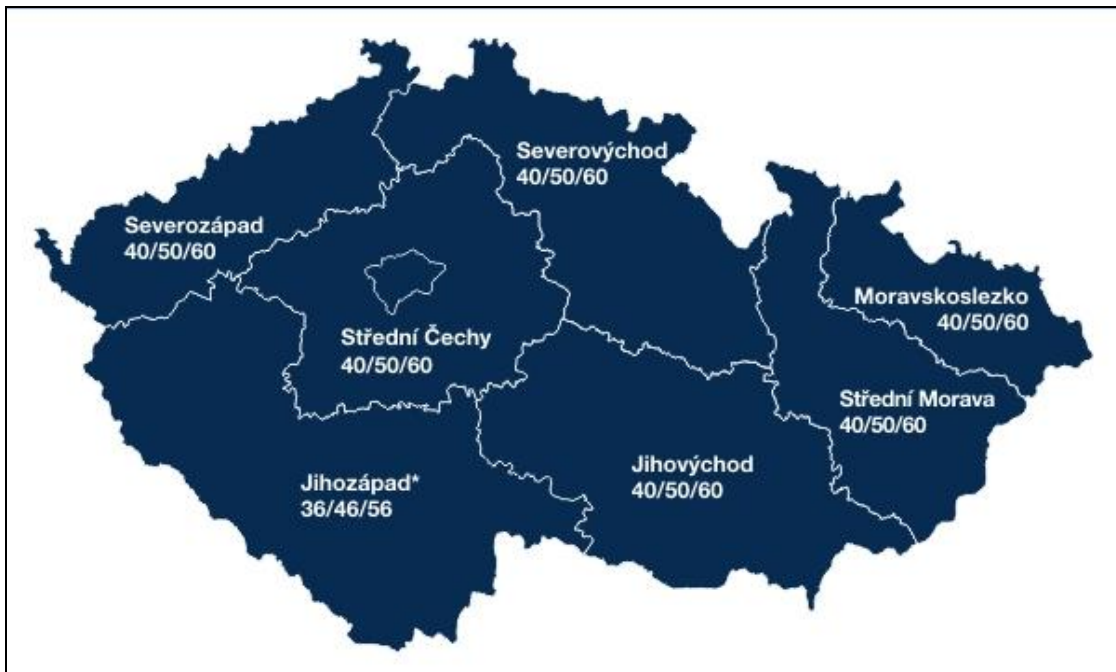 Severovýchod
40/50/60
Severozápad
40/50/60
Moravskoslezko
40/50/60
Střední Čechy
40/50/60
Střední Morava
40/50/60
Jihovýchod
40/50/60
Jihozápad*
36/46/56